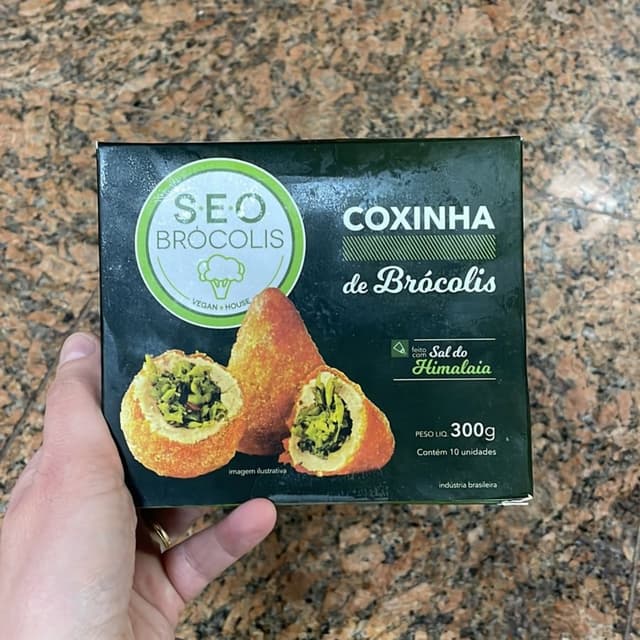 S.E.O
BRÓCOLIS
VEGAN • HOUSE
COXINHA
de Brócolis
feito
com
Sal do
Himalaia
PESO LIQ. 300g
Contém 10 unidades
imagem ilustrativa
indústria brasileira